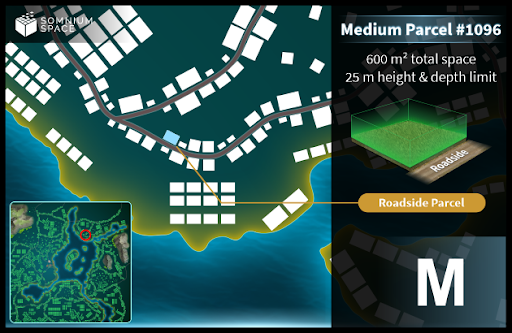 SOMNIUM
SPACE
Medium Parcel #1096
600 m² total space
25 m height & depth limit
Roadside
Roadside Parcel
M